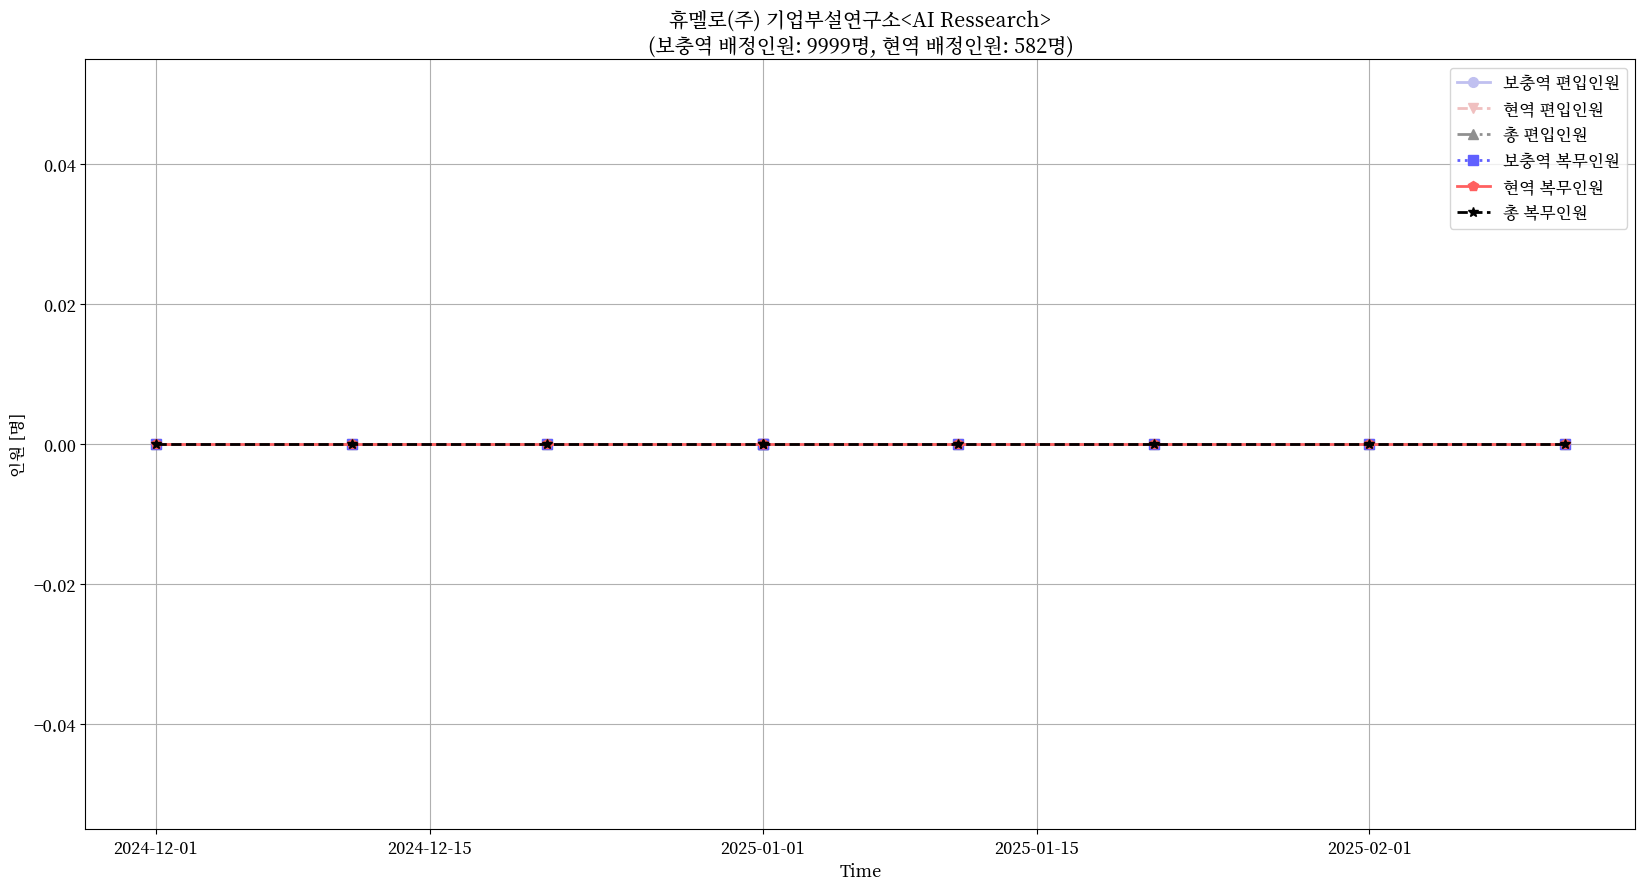 휴멜로(주) 기업부설연구소<AI Ressearch>
(보충역 배정인원: 9999명, 현역 배정인원: 582명)
보충역 편입인원
현역 편입인원
총 편입인원
보충역 복무인원
현역 복무인원
총 복무인원
0.04
0.02
0.00
−0.02
−0.04
인원 [명]
2024-12-01
2024-12-15
2025-01-01
2025-01-15
2025-02-01
Time